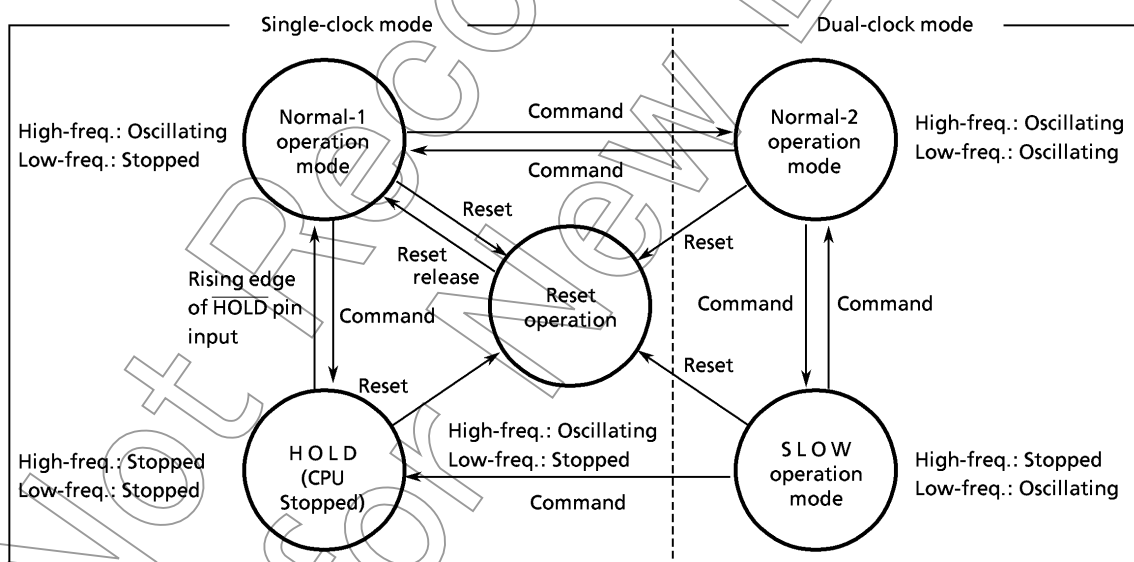 Single-clock mode
Dual-clock mode
High-freq.: Oscillating
Low-freq.: Stopped
Normal-1
operation
mode
Command
Command
Normal-2
operation
mode
High-freq.: Oscillating
Low-freq.: Oscillating
Reset
Reset
release
Reset
Rising edge
of HOLD pin
input
Command
Reset
operation
Command
Command
Reset
Reset
High-freq.: Stopped
Low-freq.: Stopped
HOLD
(CPU
Stopped)
High-freq.: Oscillating
Low-freq.: Stopped
Command
SLOW
operation
mode
High-freq.: Stopped
Low-freq.: Oscillating